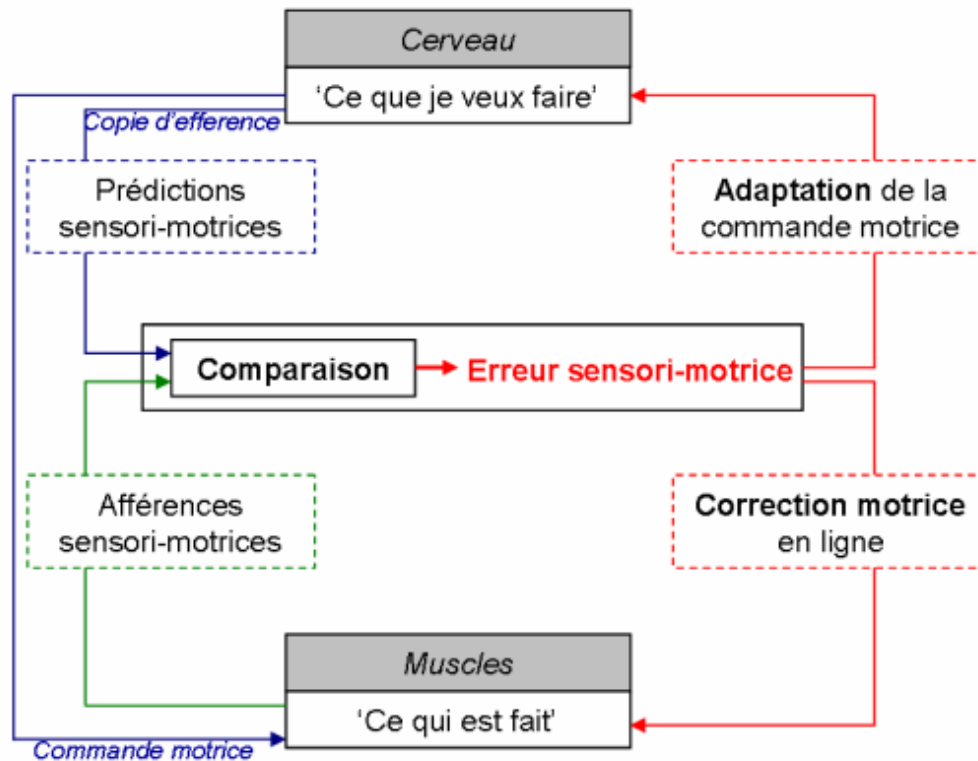 Cerveau
‘Ce que je veux faire’
Copie d’efference
Prédictions
sensori-motrices
Adaptation de la
commande motrice
Comparaison
Erreur sensori-motrice
Afférences
sensori-motrices
Correction motrice
en ligne
Muscles
‘Ce qui est fait’
Commande motrice